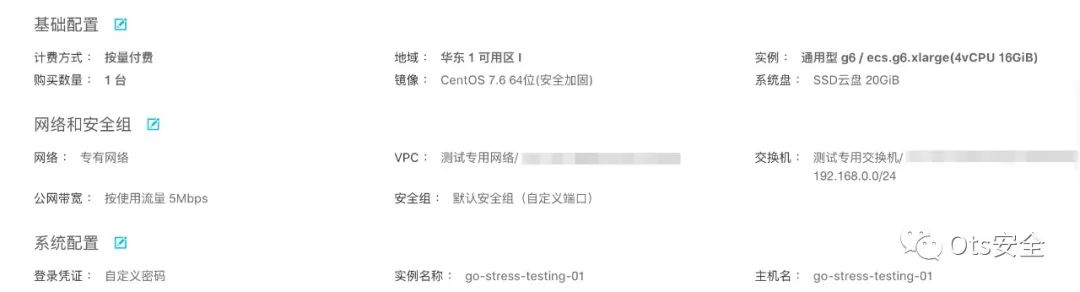 基础配置
计费方式： 按量付费 地域： 华东 1 可用区 I 实例： 通用型 g6 / ecs.g6.xlarge(4vCPU 16GiB)
购买数量： 1 台 镜像： CentOS 7.6 64位(安全加固) 系统盘： SSD云盘 20GiB
网络和安全组
网络： 专有网络 VPC： 测试专用网络/ 交换机： 测试专用交换机/
192.168.0.0/24
公网带宽： 按使用流量 5Mbps 安全组： 默认安全组（自定义端口）
系统配置
Ots安全
登录凭证： 自定义密码 实例名称： go-stress-testing-01 主机名： go-stress-testing-01